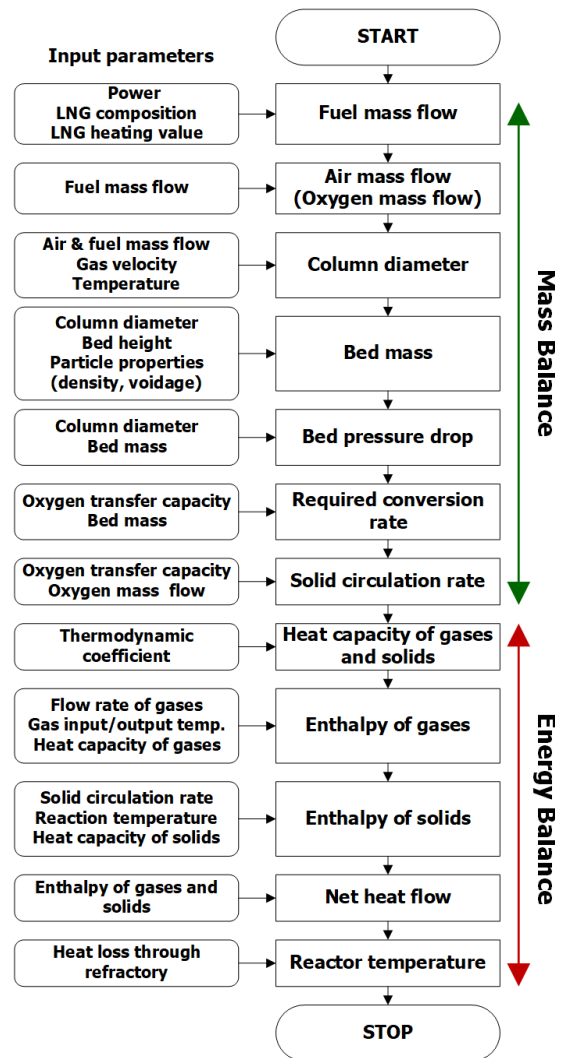 START
Input parameters
Power
LNG composition
LNG heating value
Fuel mass flow
Fuel mass flow
Air mass flow
(Oxygen mass flow)
Air & fuel mass flow
Gas velocity
Temperature
Column diameter
Column diameter
Bed height
Particle properties
(density, voidage)
Bed mass
Column diameter
Bed mass
Bed pressure drop
Oxygen transfer capacity
Bed mass
Required conversion
rate
Oxygen transfer capacity
Oxygen mass flow
Solid circulation rate
Mass Balance
Thermodynamic
coefficient
Heat capacity of gases
and solids
Flow rate of gases
Gas input/output temp.
Heat capacity of gases
Enthalpy of gases
Solid circulation rate
Reaction temperature
Heat capacity of solids
Enthalpy of solids
Enthalpy of gases and
solids
Net heat flow
Heat loss through
refractory
Reactor temperature
Energy Balance
STOP